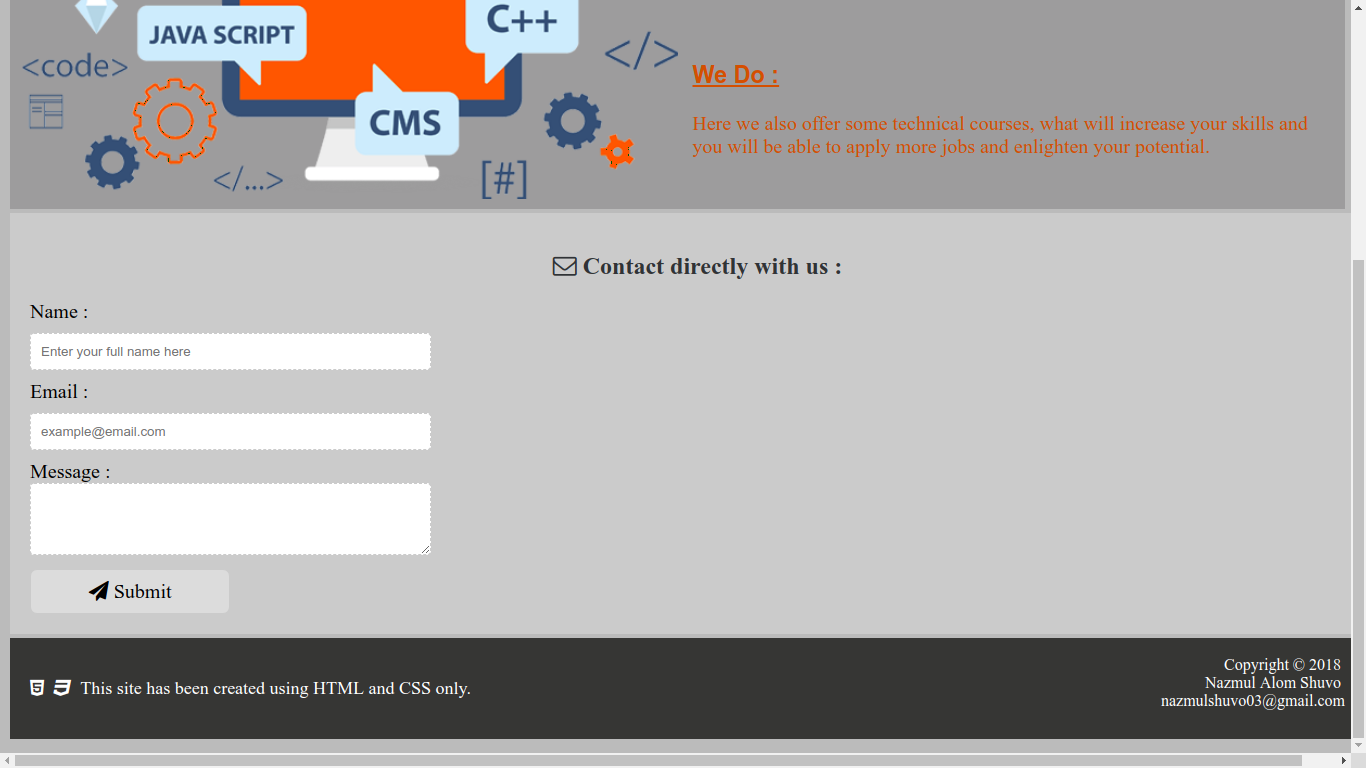 C++
JAVA SCRIPT
</>
<code>
We Do :
CMS
Here we also offer some technical courses, what will increase your skills and
you will be able to apply more jobs and enlighten your potential.
</...>
[#]
Contact directly with us :
Name :
Enter your full name here
Email :
example@email.com
Message :
Submit
This site has been created using HTML and CSS only.
Copyright © 2018
Nazmul Alom Shuvo
nazmulshuvo03@gmail.com